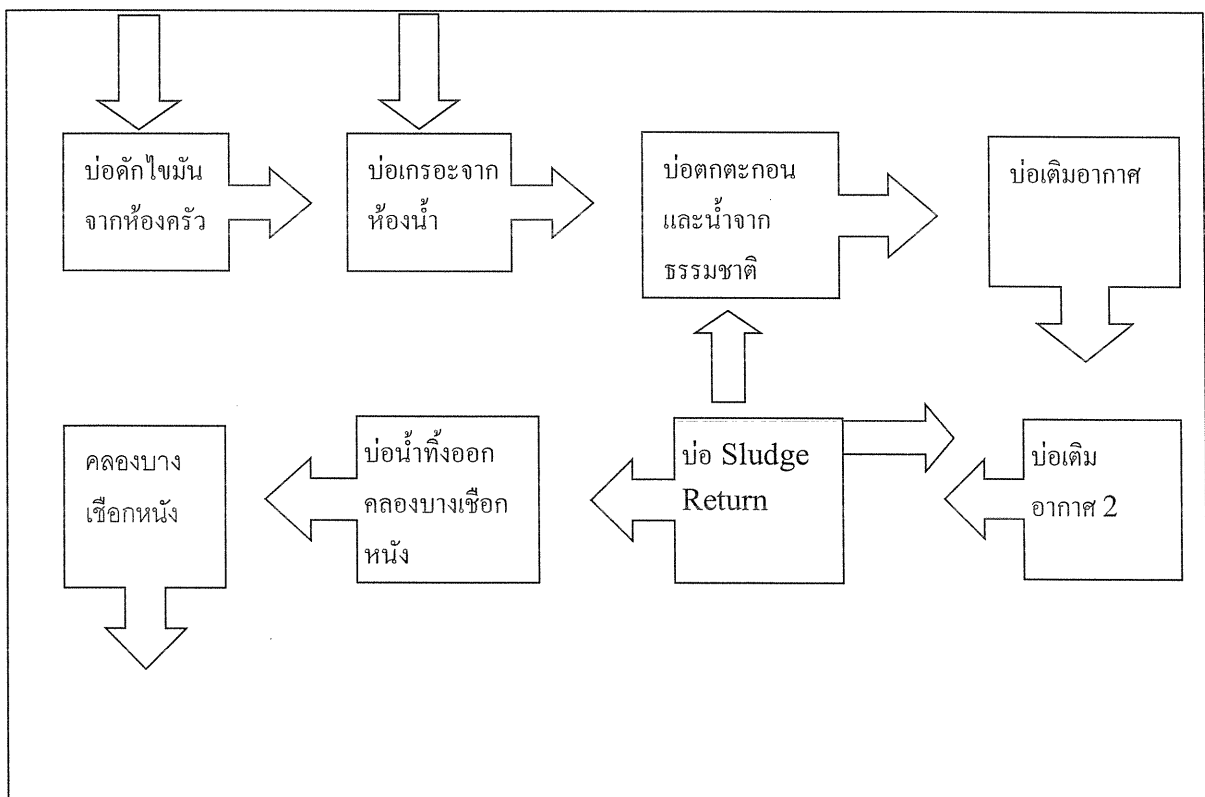 บ่อดักไขมัน
จากห้องครัว
บ่อเกรอะจาก
ห้องน้ำ
บ่อตกตะกอน
และน้ำจาก
ธรรมชาติ
บ่อเติมอากาศ
คลองบาง
เชือกหนัง
บ่อน้ำทิ้งออก
คลองบางเชือก
หนัง
บ่อ Sludge
Return
บ่อเติม
อากาศ 2